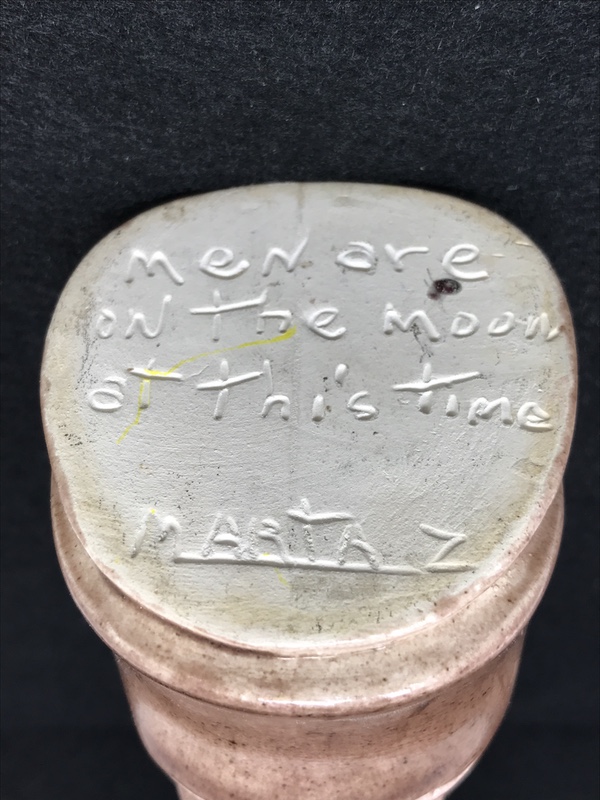 meN are
oN the Moon
at this time
MARTA Z